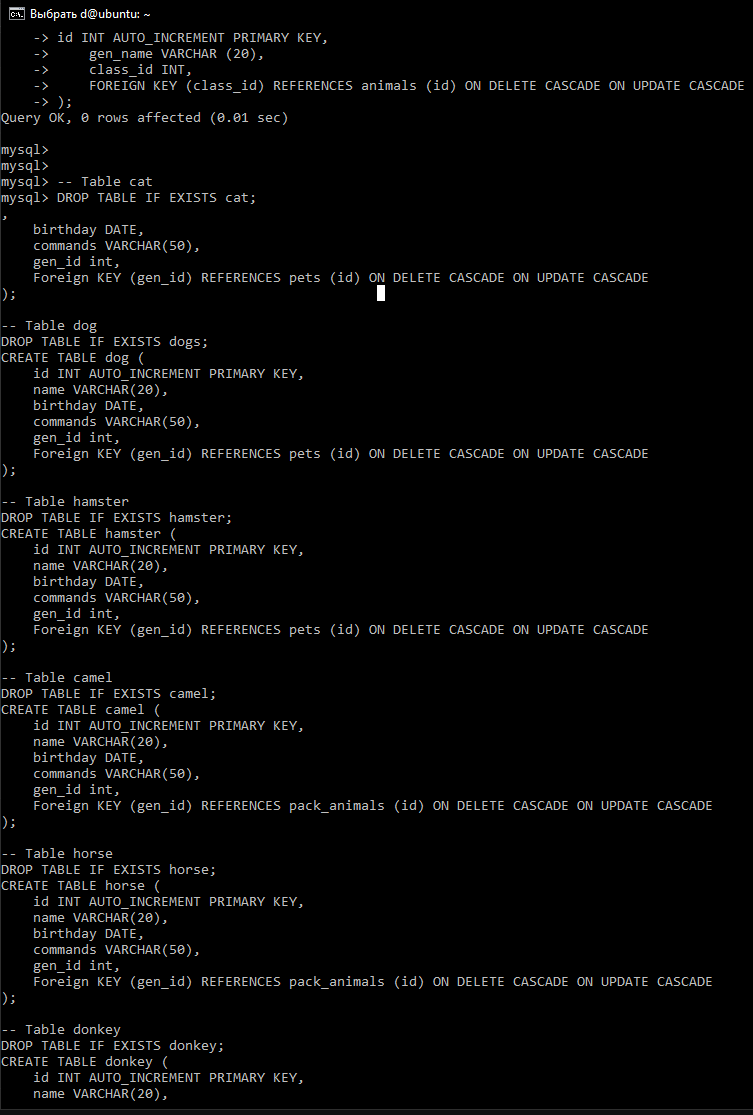 Выбрать d@ubuntu: ~
    -> id INT AUTO_INCREMENT PRIMARY KEY,
    ->     gen_name VARCHAR (20),
    ->     class_id INT,
    ->     FOREIGN KEY (class_id) REFERENCES animals (id) ON DELETE CASCADE ON UPDATE CASCADE
    -> );
Query OK, 0 rows affected (0.01 sec)

mysql>
mysql>
mysql> -- Table cat
mysql> DROP TABLE IF EXISTS cat;
,
    birthday DATE,
    commands VARCHAR(50),
    gen_id int,
    Foreign KEY (gen_id) REFERENCES pets (id) ON DELETE CASCADE ON UPDATE CASCADE
);

-- Table dog
DROP TABLE IF EXISTS dogs;
CREATE TABLE dog (
    id INT AUTO_INCREMENT PRIMARY KEY,
    name VARCHAR(20),
    birthday DATE,
    commands VARCHAR(50),
    gen_id int,
    Foreign KEY (gen_id) REFERENCES pets (id) ON DELETE CASCADE ON UPDATE CASCADE
);

-- Table hamster
DROP TABLE IF EXISTS hamster;
CREATE TABLE hamster (
    id INT AUTO_INCREMENT PRIMARY KEY,
    name VARCHAR(20),
    birthday DATE,
    commands VARCHAR(50),
    gen_id int,
    Foreign KEY (gen_id) REFERENCES pets (id) ON DELETE CASCADE ON UPDATE CASCADE
);

-- Table camel
DROP TABLE IF EXISTS camel;
CREATE TABLE camel (
    id INT AUTO_INCREMENT PRIMARY KEY,
    name VARCHAR(20),
    birthday DATE,
    commands VARCHAR(50),
    gen_id int,
    Foreign KEY (gen_id) REFERENCES pack_animals (id) ON DELETE CASCADE ON UPDATE CASCADE
);

-- Table horse
DROP TABLE IF EXISTS horse;
CREATE TABLE horse (
    id INT AUTO_INCREMENT PRIMARY KEY,
    name VARCHAR(20),
    birthday DATE,
    commands VARCHAR(50),
    gen_id int,
    Foreign KEY (gen_id) REFERENCES pack_animals (id) ON DELETE CASCADE ON UPDATE CASCADE
);

-- Table donkey
DROP TABLE IF EXISTS donkey;
CREATE TABLE donkey (
    id INT AUTO_INCREMENT PRIMARY KEY,
    name VARCHAR(20),